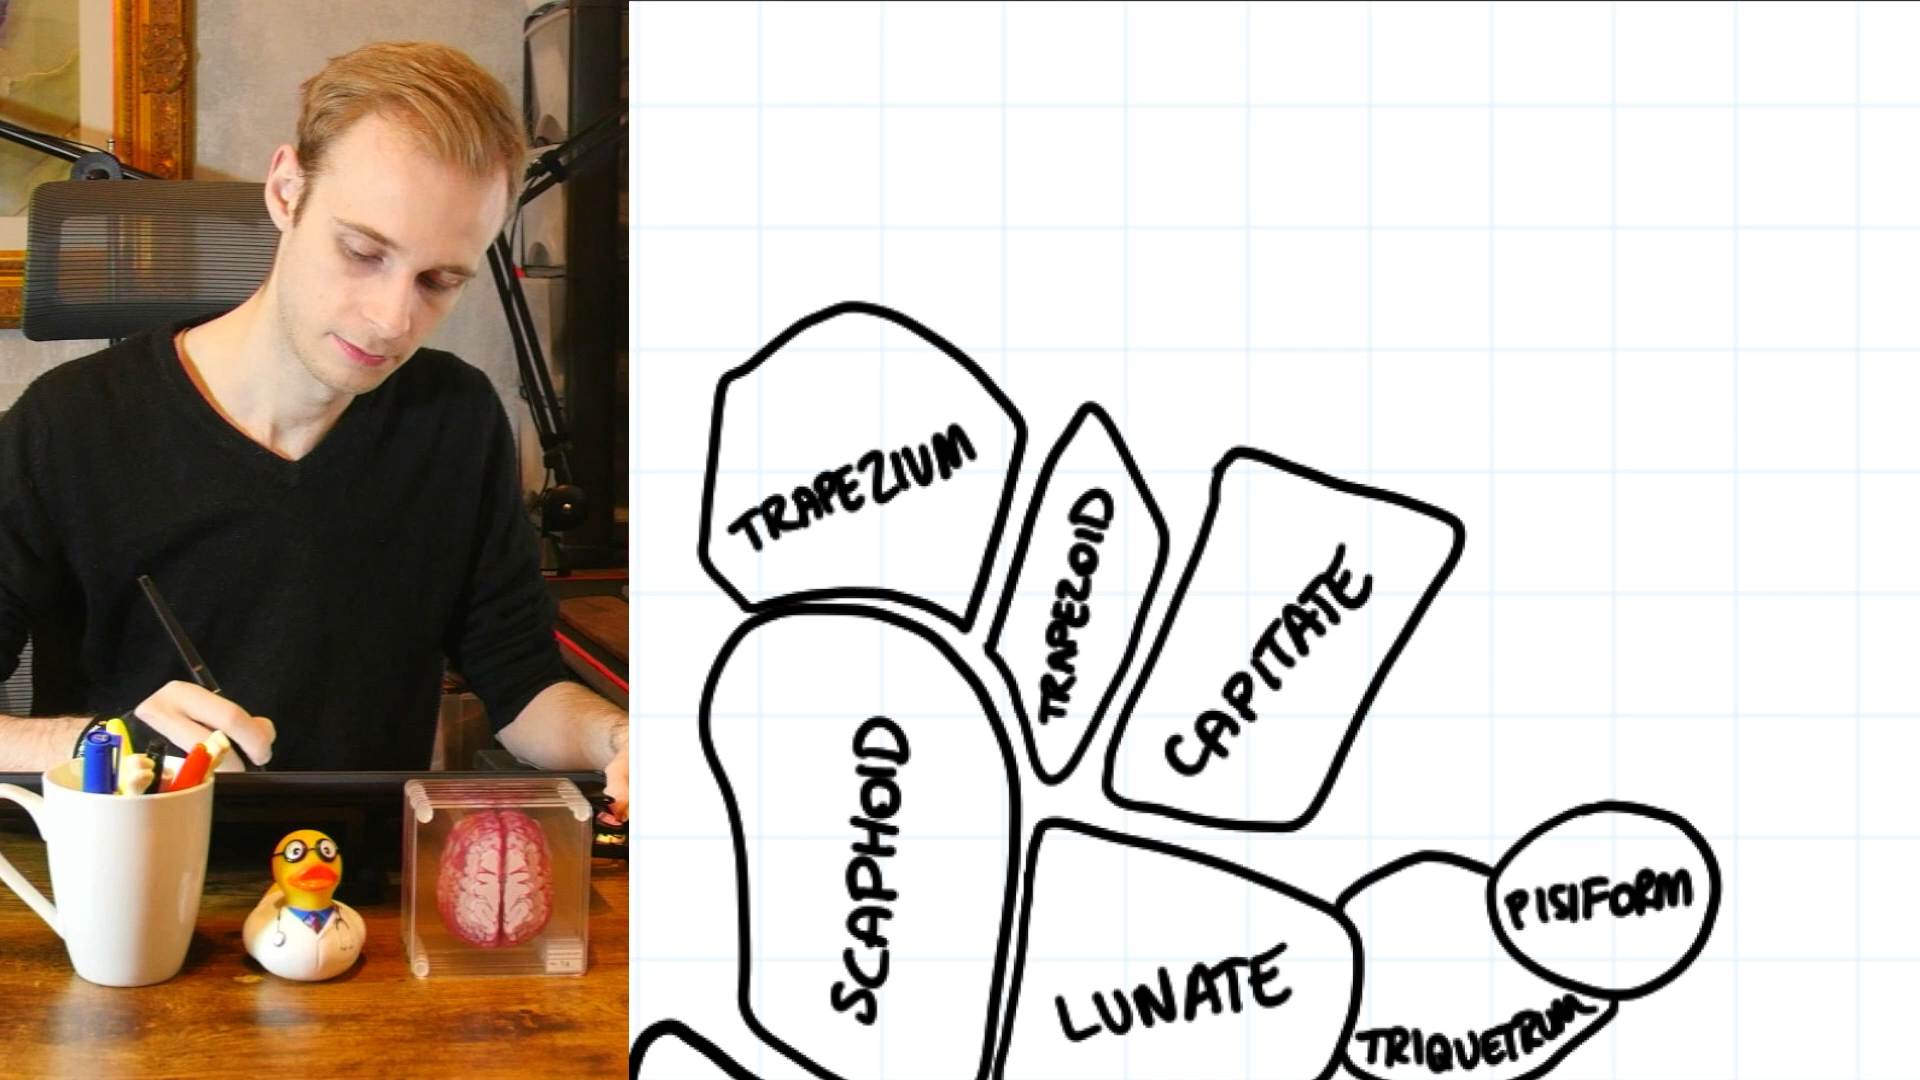 TRAPEZIUM
TRAPEZOID
CAPITATE
SCAPHOID
LUNATE
TRIQUETRUM
PISIFORM